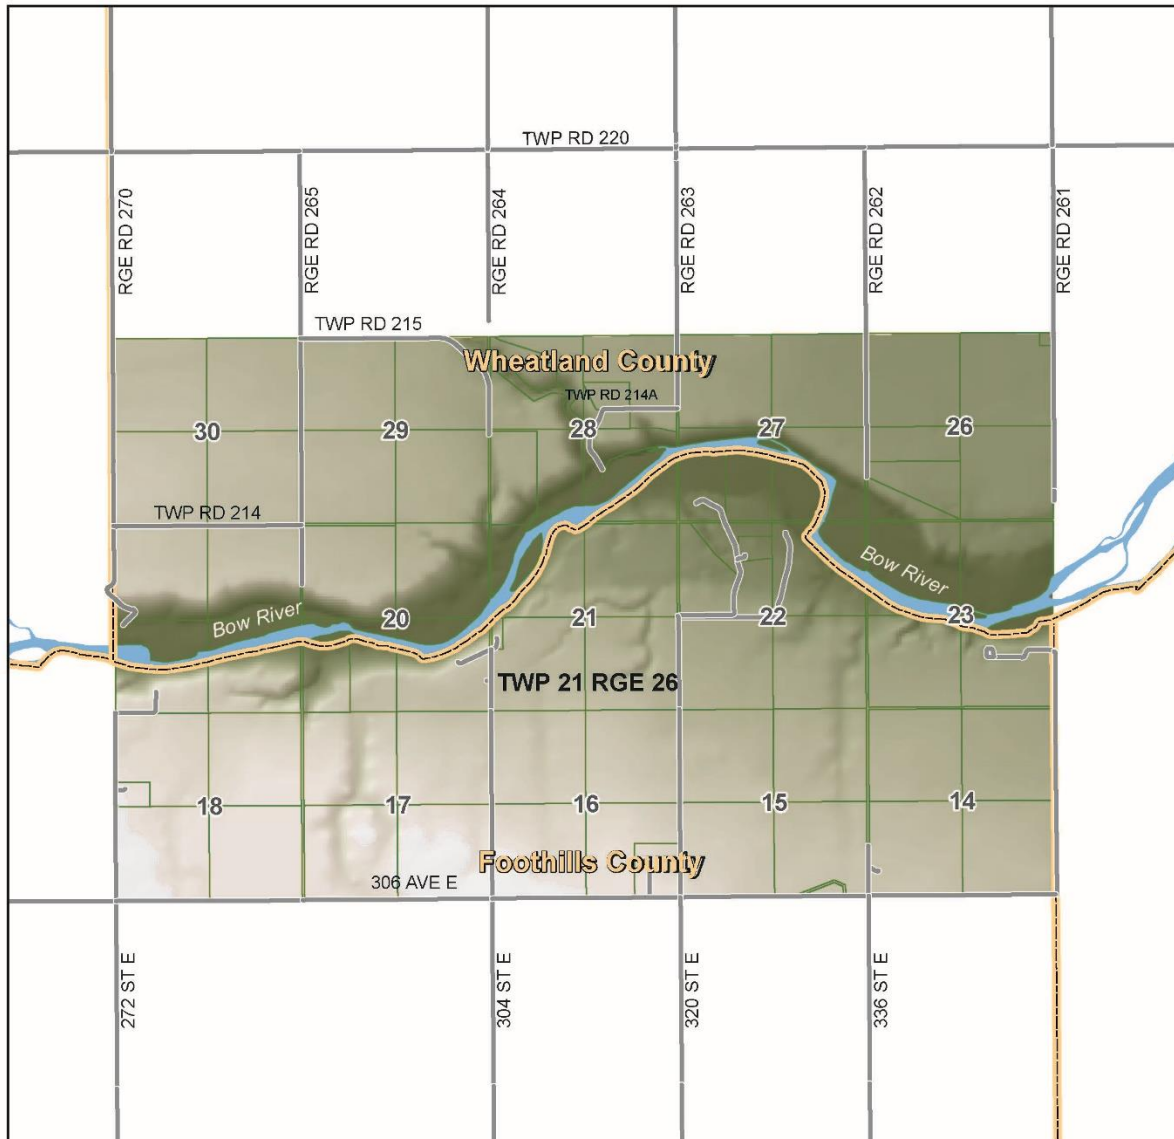 TWP RD 220
RGE RD 270
RGE RD 265
RGE RD 264
RGE RD 263
RGE RD 262
RGE RD 261
TWP RD 215
Wheatland County
TWP RD 214A
30
29
28
27
26
TWP RD 214
Bow River
Bow River
20
21
22
23
TWP 21 RGE 26
18
17
16
15
14
Foothills County
306 AVE E
272 ST E
304 ST E
320 ST E
336 ST E